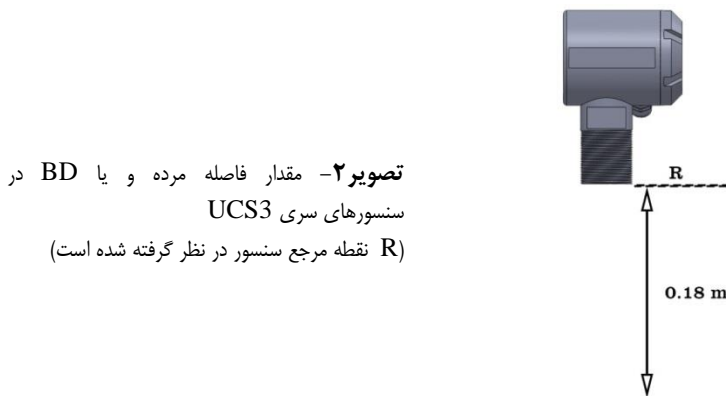 تصویر۲- مقدار فاصله مرده و یا BD در
سنسورهای سری UCS3
(R نقطه مرجع سنسور در نظر گرفته شده است)
R
0.18 m